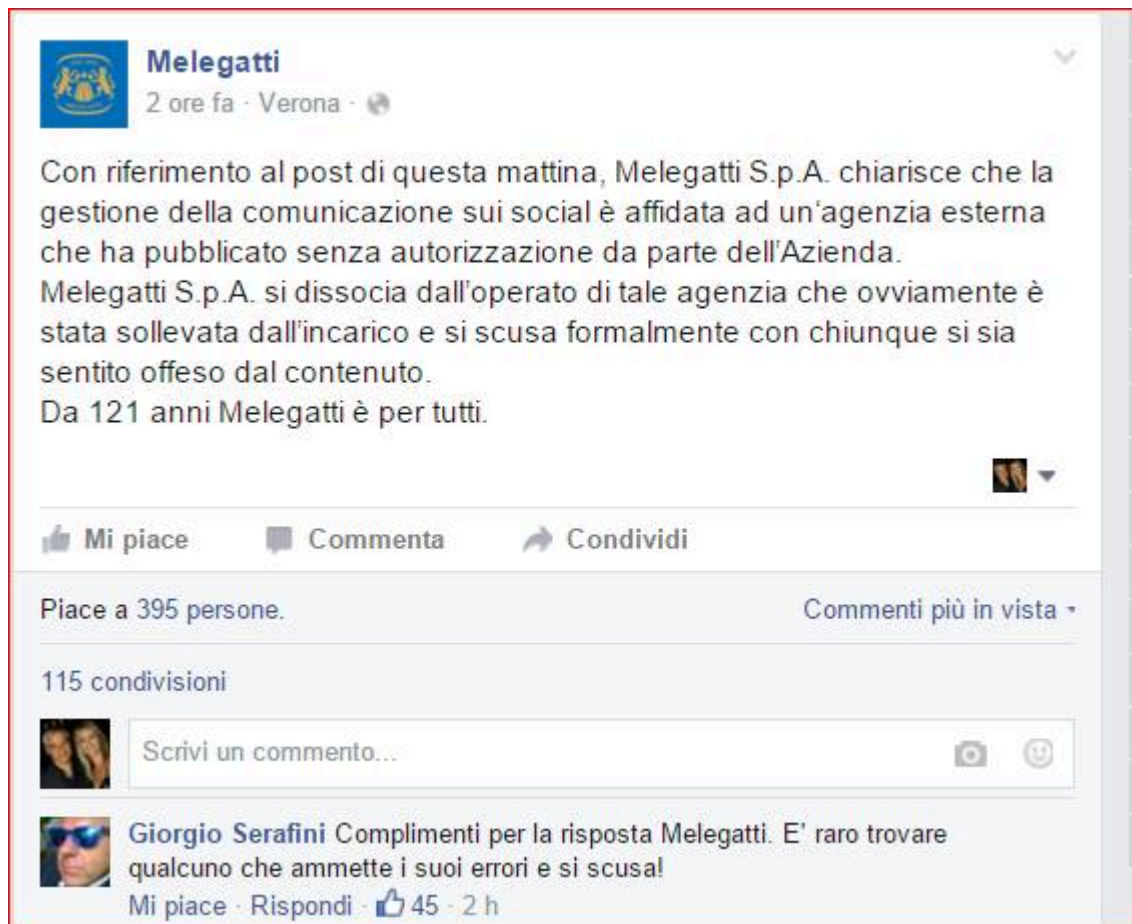 Melegatti
2 ore fa · Verona ·
Con riferimento al post di questa mattina, Melegatti S.p.A. chiarisce che la
gestione della comunicazione sui social è affidata ad un‘agenzia esterna
che ha pubblicato senza autorizzazione da parte dell’Azienda.
Melegatti S.p.A. si dissocia dall’operato di tale agenzia che ovviamente è
stata sollevata dall’incarico e si scusa formalmente con chiunque si sia
sentito offeso dal contenuto.
Da 121 anni Melegatti è per tutti.
Mi piace Commenta Condividi
Piace a 395 persone. Commenti più in vista
115 condivisioni
Scrivi un commento...
Giorgio Serafini Complimenti per la risposta Melegatti. E' raro trovare
qualcuno che ammette i suoi errori e si scusa!
Mi piace · Rispondi · 45 · 2 h